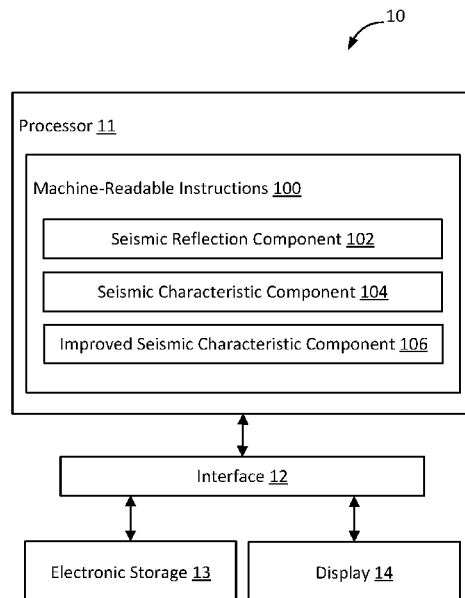 10
Processor 11
Machine-Readable Instructions 100
Seismic Reflection Component 102
Seismic Characteristic Component 104
Improved Seismic Characteristic Component 106
Interface 12
Electronic Storage 13
Display 14